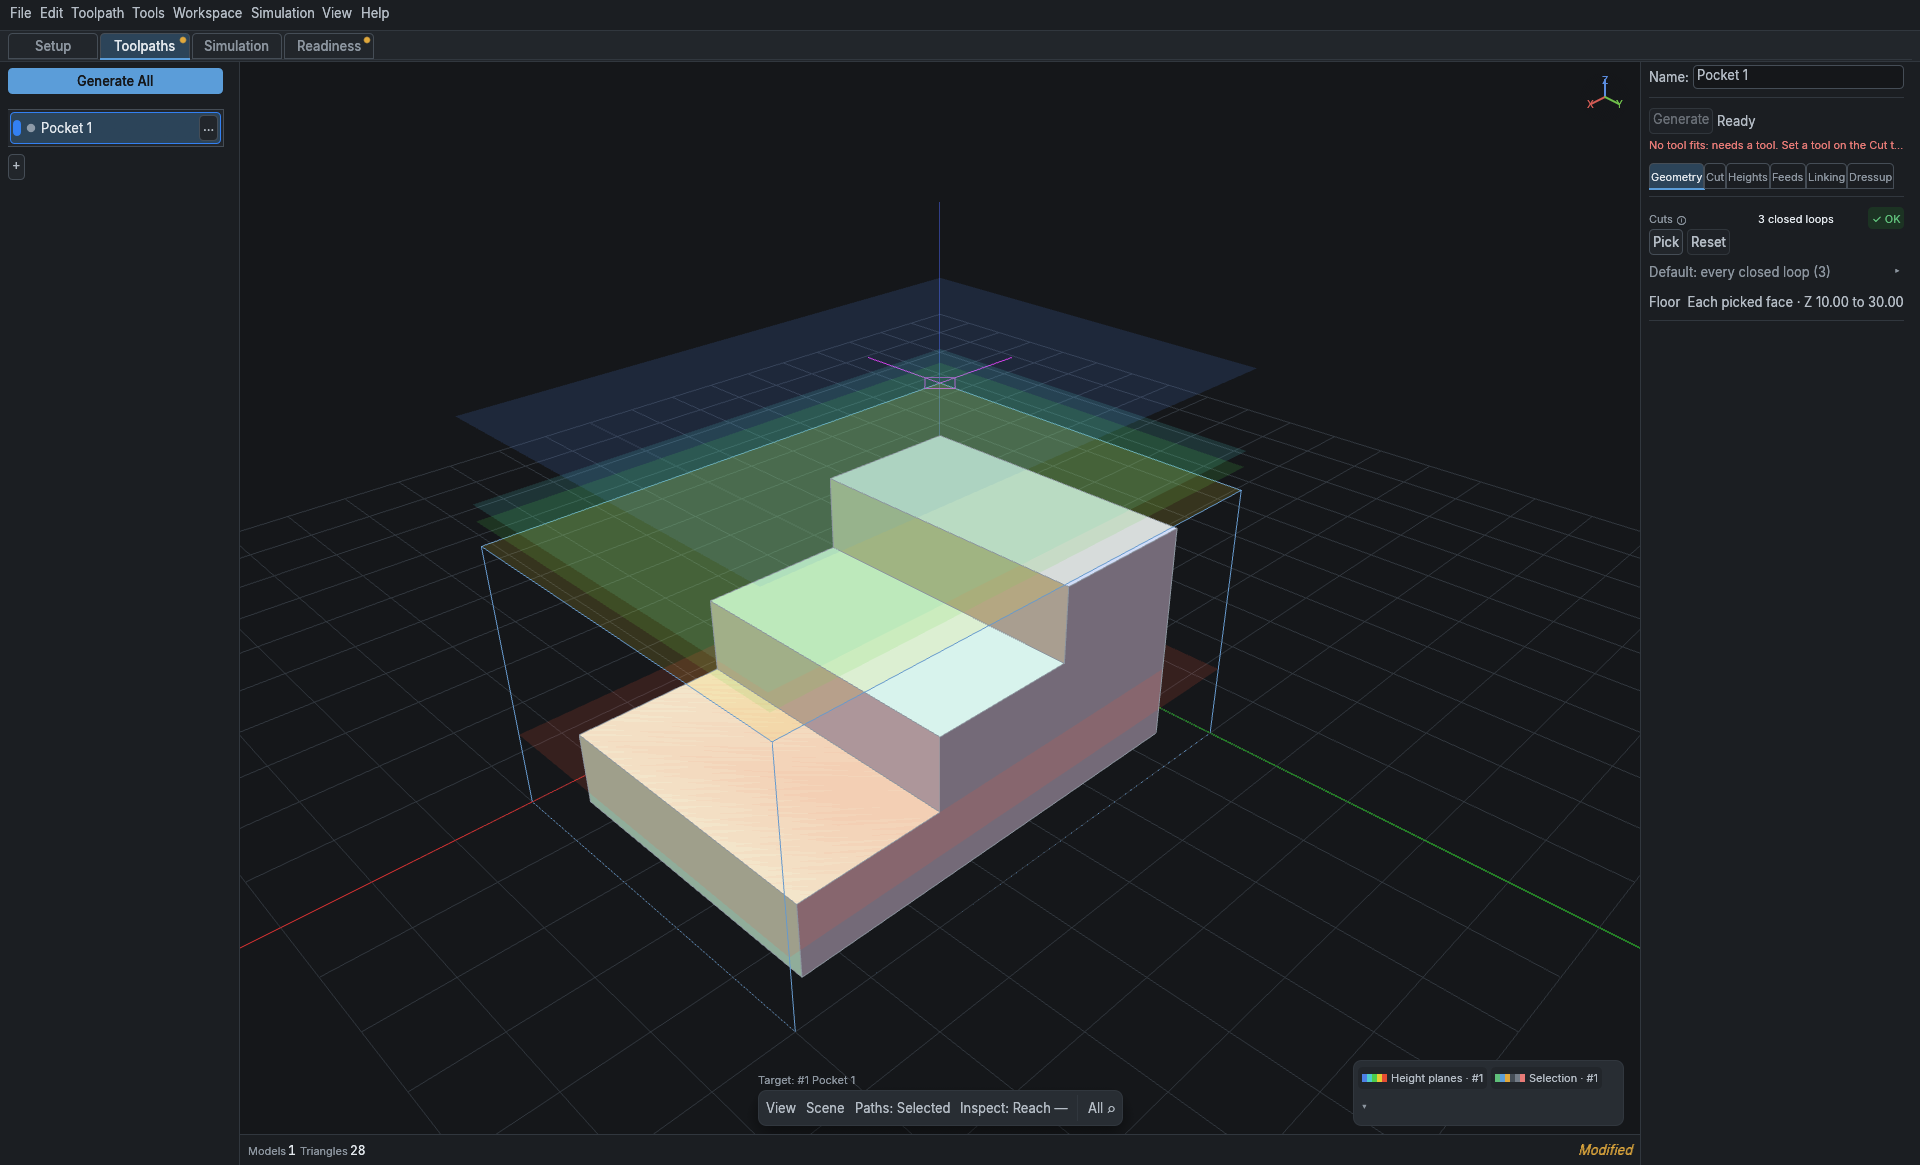 File Edit Toolpath Tools Workspace Simulation View Help
Setup Toolpaths Simulation Readiness
Generate All
Pocket 1 ...
+
Z
X Y
Name: Pocket 1
Generate Ready
No tool fits: needs a tool. Set a tool on the Cut t...
Geometry Cut Heights Feeds Linking Dressup
Cuts 3 closed loops ✓ OK
Pick Reset
Default: every closed loop (3)
Floor Each picked face · Z 10.00 to 30.00
Target: #1 Pocket 1
View Scene Paths: Selected Inspect: Reach — All
Height planes · #1 Selection · #1
Models 1 Triangles 28
Modified